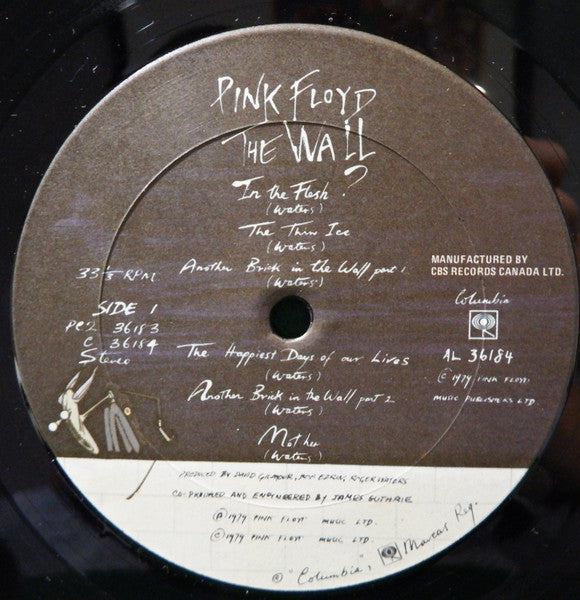 PINK FLOYD
THE WALL
In the Flesh?
(Waters)
The Thin Ice
(Waters)
33⅓ RPM
Another Brick in the Wall part 1
(Waters)
MANUFACTURED BY
CBS RECORDS CANADA LTD.
SIDE 1
PC2 36183
C 36184
Stereo
Columbia
AL 36184
The Happiest Days of our Lives
(Waters)
© 1979 PINK FLOYD
MUSIC PUBLISHERS LTD.
Another Brick in the Wall part 2
(Waters)
Mother
(Waters)
PRODUCED BY DAVID GILMOUR, BOB EZRIN, ROGER WATERS
CO-PRODUCED AND ENGINEERED BY JAMES GUTHRIE
Ⓟ 1979 PINK FLOYD MUSIC LTD.
© 1979 PINK FLOYD MUSIC LTD.
® "Columbia", Marcas Reg.